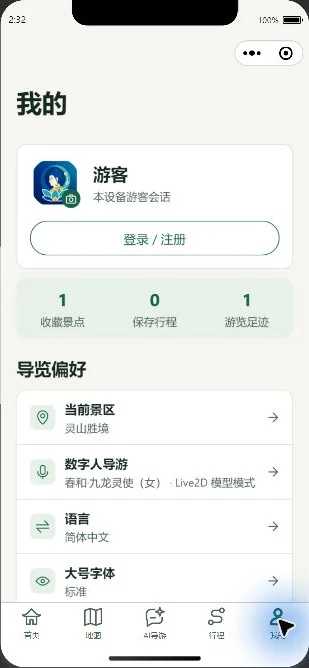 2:32
100%
我的
游客
本设备游客会话
登录 / 注册
1
0
1
收藏景点
保存行程
游览足迹
导览偏好
当前景区
灵山胜境
数字人导游
春和·九龙灵使（女） · Live2D 模型模式
语言
简体中文
大号字体
标准
首页
地图
AI导游
行程
我的